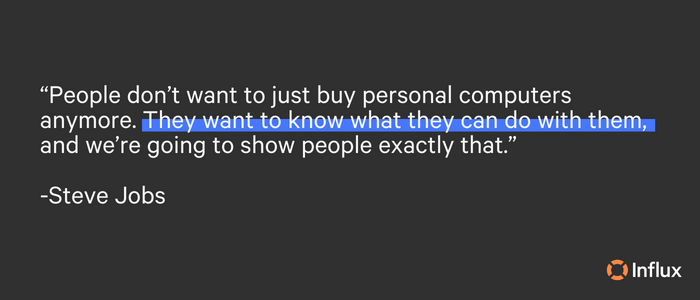 “People don’t want to just buy personal computers
anymore. They want to know what they can do with them,
and we’re going to show people exactly that.”
-Steve Jobs
Influx